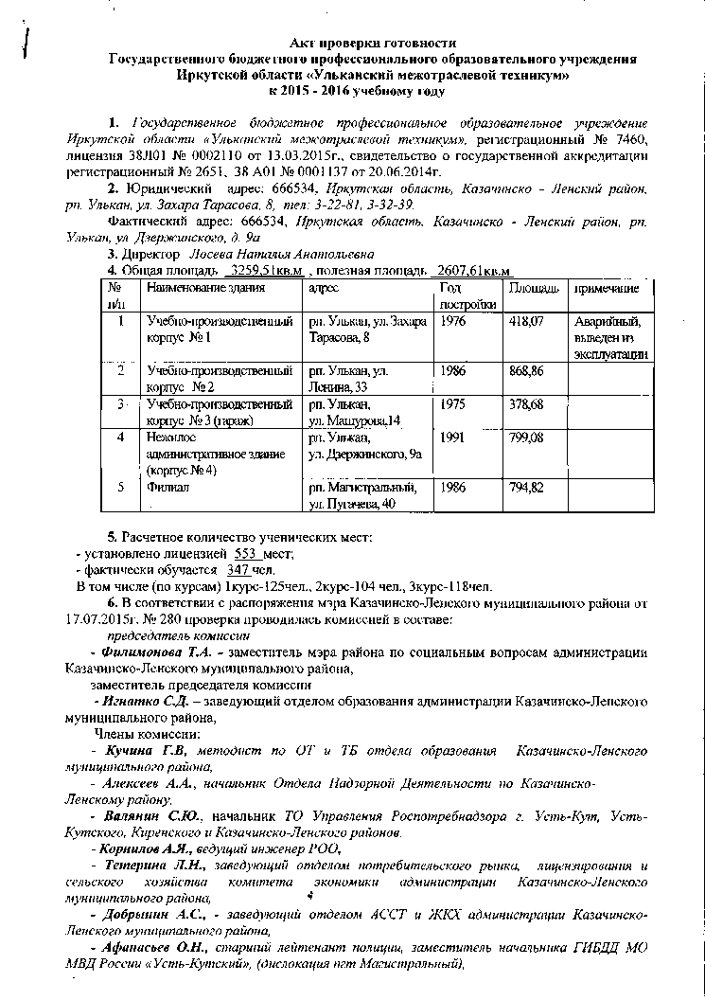 Акт проверки готовности
Государственного бюджетного профессионального образовательного учреждения
Иркутской области «Ульканский межотраслевой техникум»
к 2015 - 2016 учебному году
1. Государственное бюджетное профессиональное образовательное учреждение
Иркутской области «Ульканский межотраслевой техникум», регистрационный № 7460,
лицензия 38Л01 № 0002110 от 13.03.2015г., свидетельство о государственной аккредитации
регистрационный № 2651, 38 А01 № 0001137 от 20.06.2014г.
2. Юридический адрес: 666534, Иркутская область, Казачинско - Ленский район,
рп. Улькан, ул. Захара Тарасова, 8, тел: 3-22-81, 3-32-39.
Фактический адрес: 666534, Иркутская область, Казачинско - Ленский район, рп.
Улькан, ул Дзержинского, д. 9а
3. Директор Лосева Наталья Анатольевна
4. Общая площадь 3259,51кв.м , полезная площадь 2607,61кв.м
№ п/п Наименование здания адрес Год постройки Площадь примечание
1 Учебно-производственный корпус №1 рп. Улькан, ул. Захара Тарасова, 8 1976 418,07 Аварийный, выведен из эксплуатации
2 Учебно-производственный корпус №2 рп. Улькан, ул. Ленина, 33 1986 868,86
3 Учебно-производственный корпус №3 (гараж) рп. Улькан, ул. Машурова,14 1975 378,68
4 Нежилое административное здание (корпус №4) рп. Улькан, ул. Дзержинского, 9а 1991 799,08
5 Филиал рп. Магистральный, ул. Пугачева, 40 1986 794,82
5. Расчетное количество ученических мест:
- установлено лицензией 553 мест;
- фактически обучается 347 чел.
В том числе (по курсам) 1курс-125чел., 2курс-104 чел., 3курс-118чел.
6. В соответствии с распоряжения мэра Казачинско-Ленского муниципального района от
17.07.2015г. № 280 проверка проводилась комиссией в составе:
председатель комиссии
- Филимонова Т.А. - заместитель мэра района по социальным вопросам администрации
Казачинско-Ленского муниципального района,
заместитель председателя комиссии
- Игнатко С.Д. – заведующий отделом образования администрации Казачинско-Ленского
муниципального района,
Члены комиссии:
- Кучина Г.В, методист по ОТ и ТБ отдела образования Казачинско-Ленского
муниципального района,
- Алексеев А.А., начальник Отдела Надзорной Деятельности по Казачинско-
Ленскому району,
- Валянин С.Ю., начальник ТО Управления Роспотребнадзора г. Усть-Кут, Усть-
Кутского, Киренского и Казачинско-Ленского районов.
- Корнилов А.Я., ведущий инженер РОО,
- Тетерина Л.Н., заведующий отделом потребительского рынка, лицензирования и
сельского хозяйства комитета экономики администрации Казачинско-Ленского
муниципального района,
- Добрынин А.С., - заведующий отделом АССТ и ЖКХ администрации Казачинско-
Ленского муниципального района,
- Афанасьев О.Н., старший лейтенант полиции, заместитель начальника ГИБДД МО
МВД России «Усть-Кутский», (дислокация пгт Магистральный),